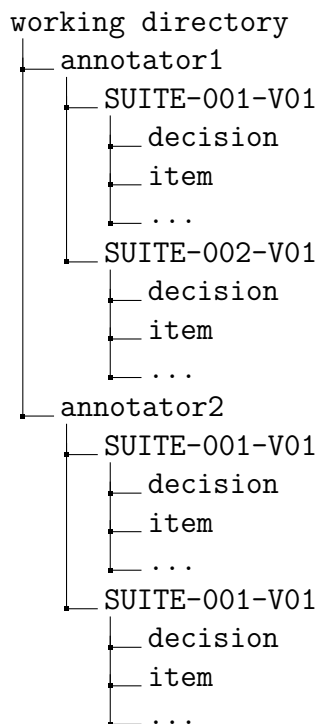 working directory
annotator1
SUITE-001-V01
decision
item
...
SUITE-002-V01
decision
item
...
annotator2
SUITE-001-V01
decision
item
...
SUITE-001-V01
decision
item
...